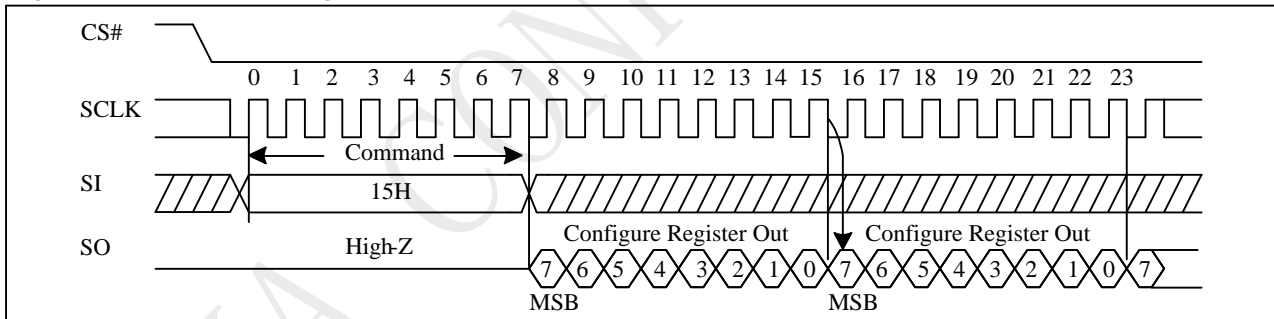 CS#
0 1 2 3 4 5 6 7 8 9 10 11 12 13 14 15 16 17 18 19 20 21 22 23
SCLK
Command
SI
15H
SO
High-Z
Configure Register Out
Configure Register Out
7 6 5 4 3 2 1 0 7 6 5 4 3 2 1 0 7
MSB
MSB